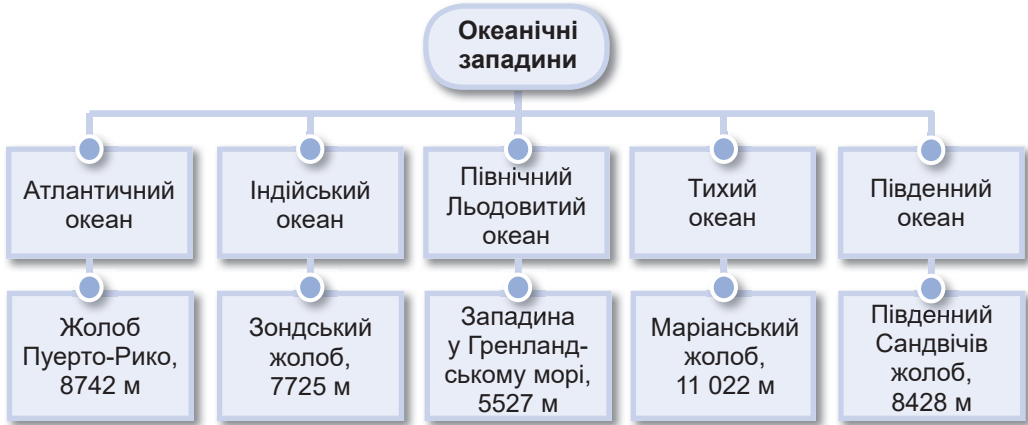 Океанічні
западини
Атлантичний
океан
Індійський
океан
Північний
Льодовитий
океан
Тихий
океан
Південний
океан
Жолоб
Пуерто-Рико,
8742 м
Зондський
жолоб,
7725 м
Западина
у Гренланд-
ському морі,
5527 м
Маріанський
жолоб,
11 022 м
Південний
Сандвічів
жолоб,
8428 м